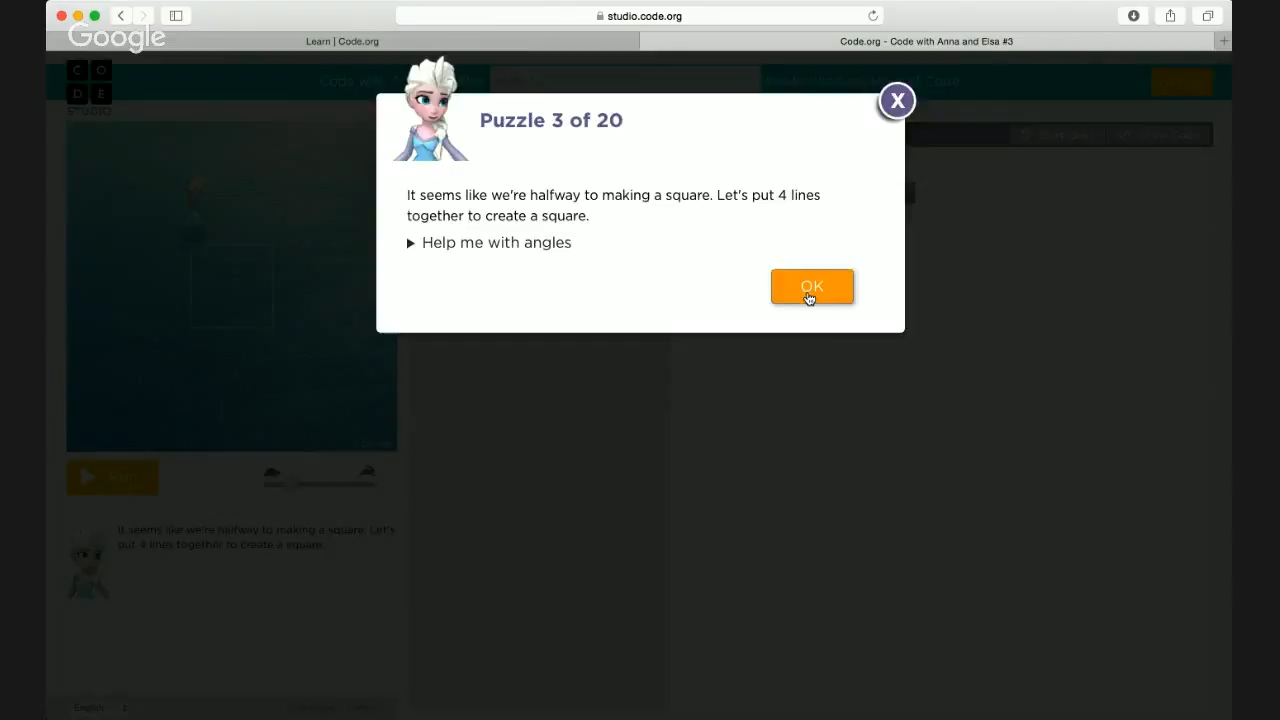 studio.code.org
Google
Learn | Code.org
Code.org - Code with Anna and Elsa #3
C O
D E
STUDIO
Puzzle 3 of 20
X
It seems like we're halfway to making a square. Let's put 4 lines
together to create a square.
Help me with angles
OK
Run
It seems like we're halfway to making a square. Let's
put 4 lines together to create a square.
English